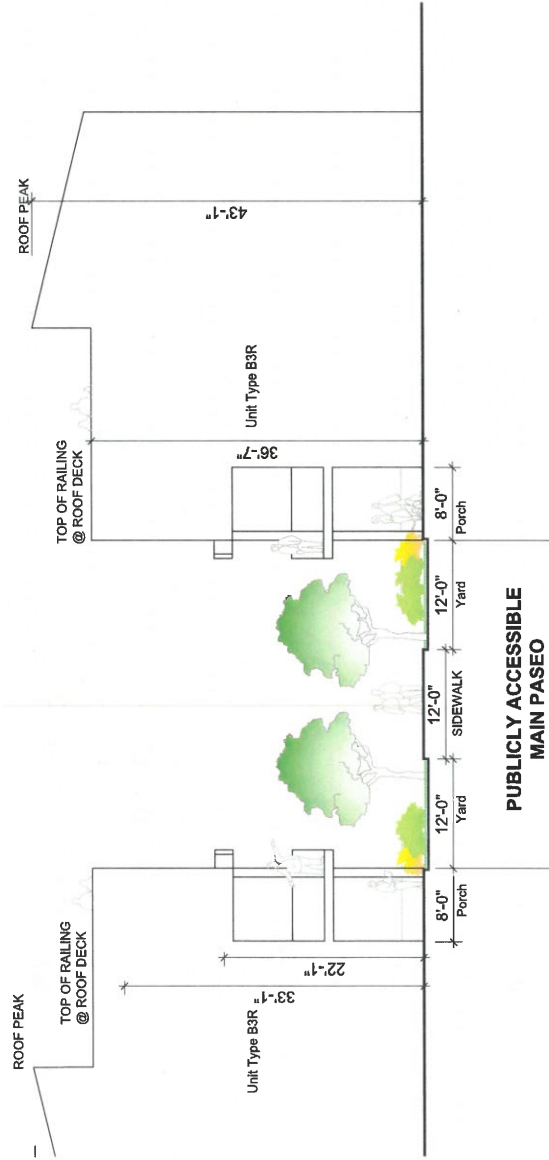 ROOF PEAK
TOP OF RAILING
@ ROOF DECK
ROOF PEAK
TOP OF RAILING
@ ROOF DECK
33'-1"
22'-1"
36'-7"
43'-1"
Unit Type B3R
Unit Type B3R
8'-0"
12'-0"
12'-0"
12'-0"
8'-0"
Porch
Yard
SIDEWALK
Yard
Porch
PUBLICLY ACCESSIBLE
MAIN PASEO